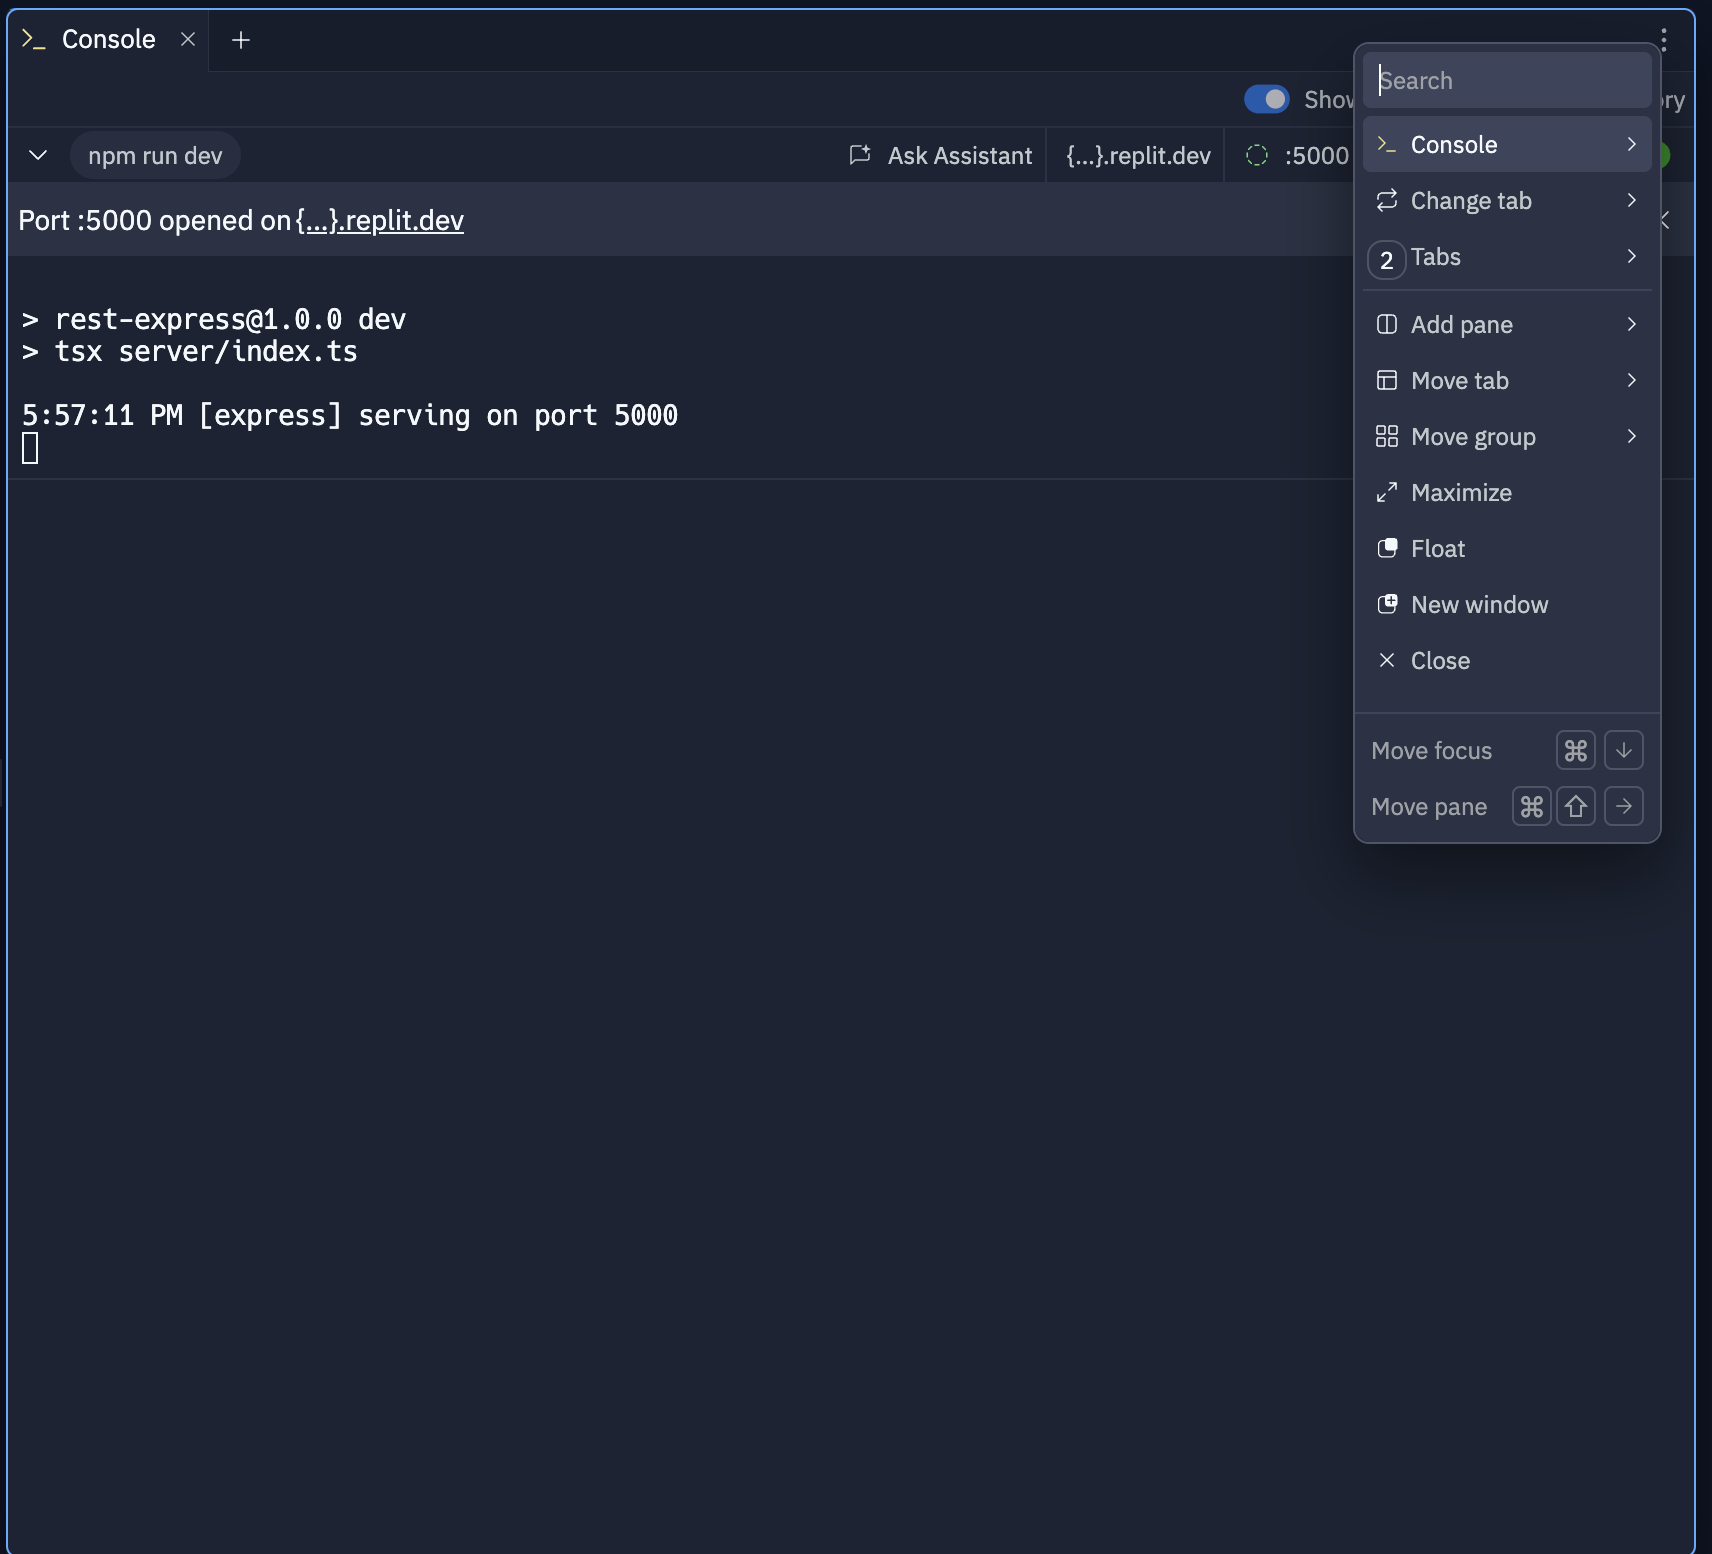 Console
Show
ry
npm run dev
Ask Assistant
{...}.replit.dev
:5000
Port :5000 opened on {...}.replit.dev
> rest-express@1.0.0 dev
> tsx server/index.ts
5:57:11 PM [express] serving on port 5000
Search
Console
Change tab
2 Tabs
Add pane
Move tab
Move group
Maximize
Float
New window
Close
Move focus ⌘ ↓
Move pane ⌘ ⇧ →